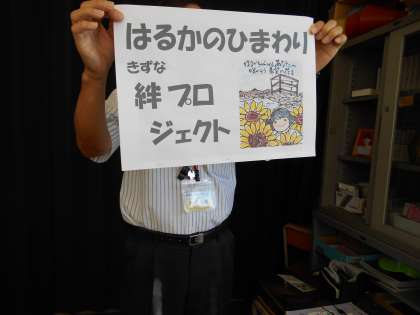 はるかのひまわり
きずな
絆プロ
ジェクト